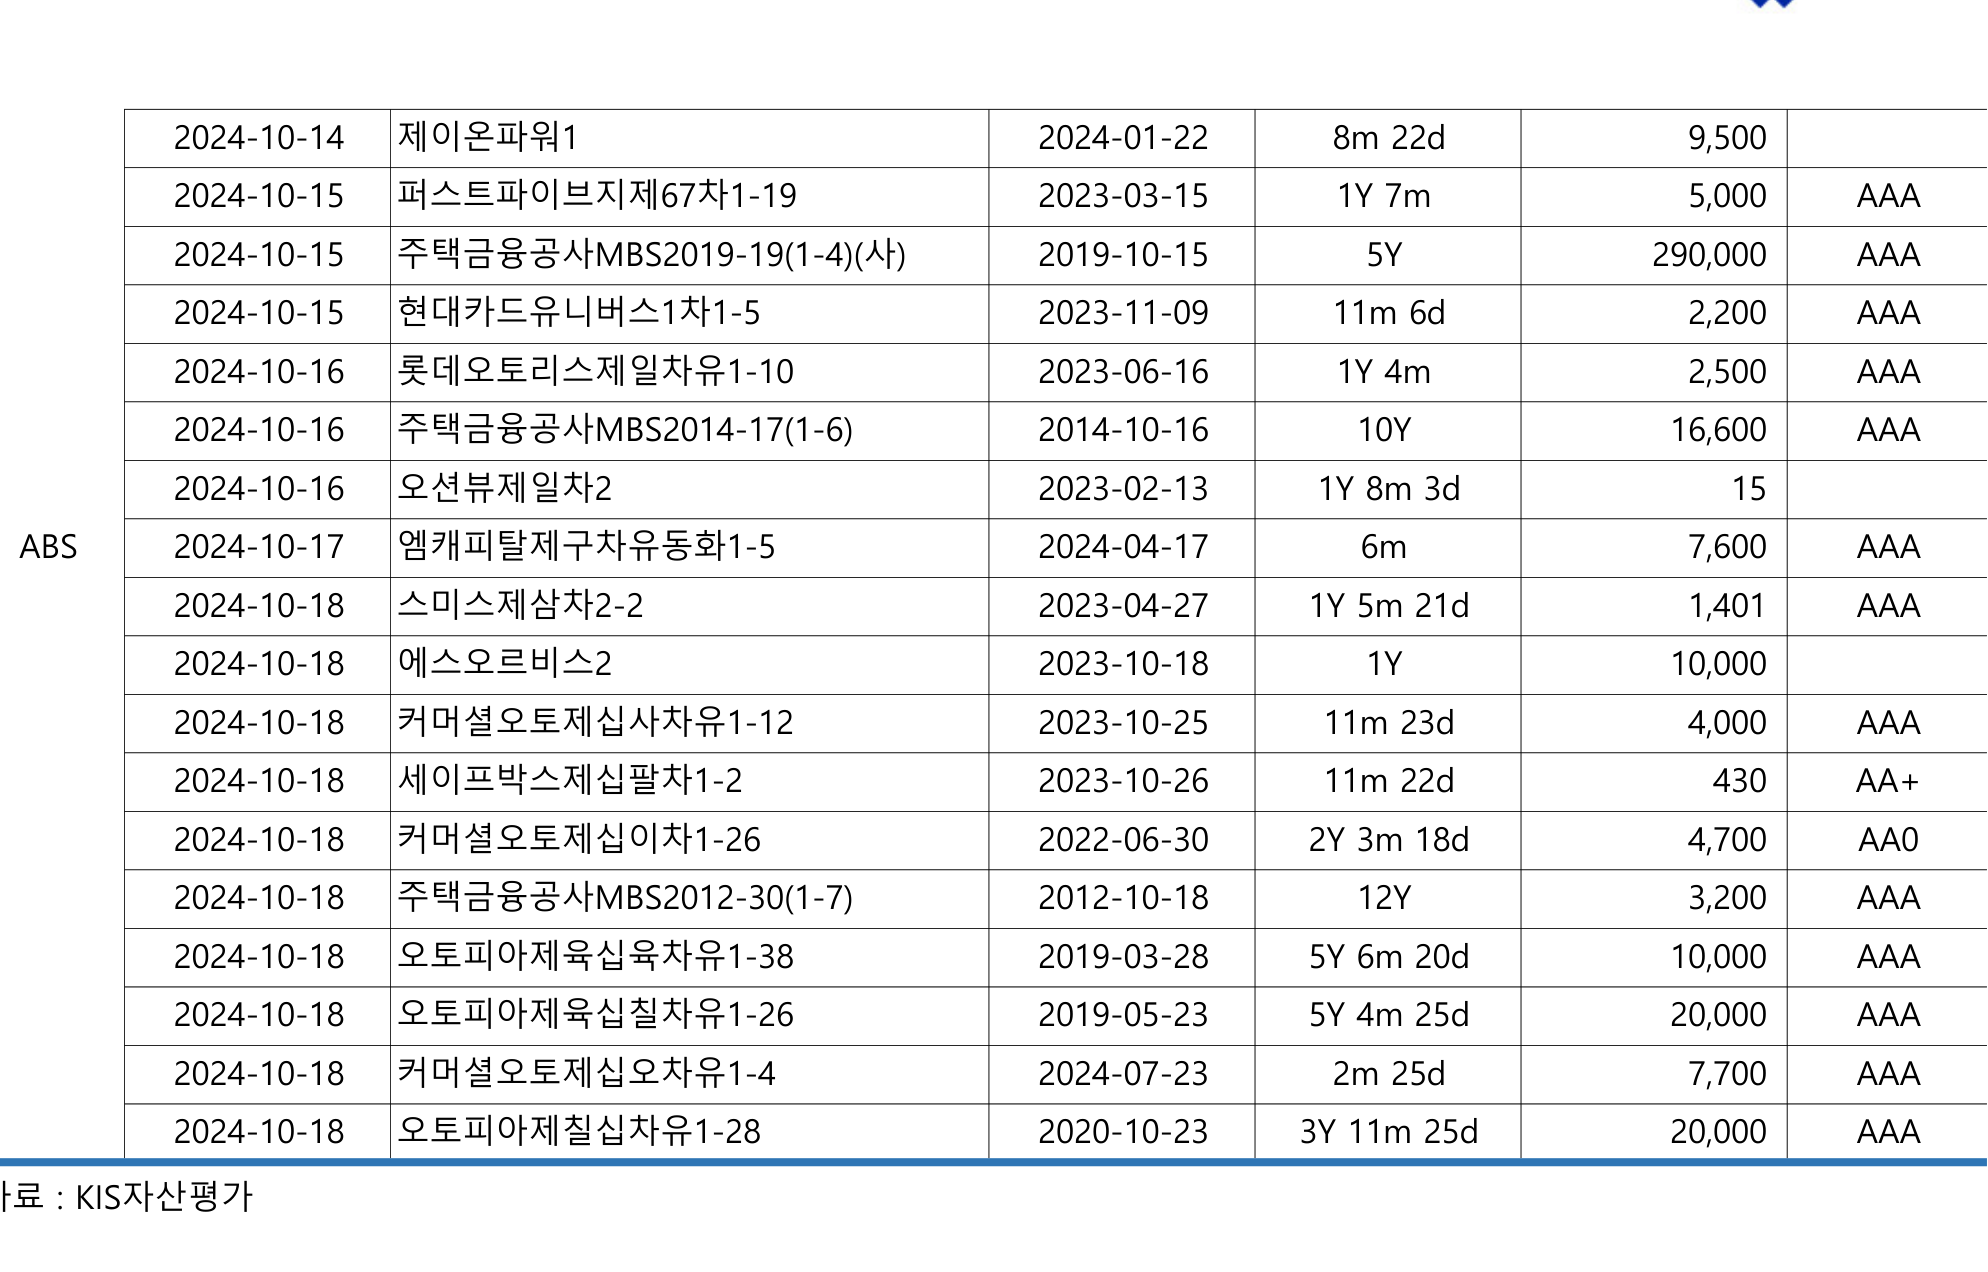 2024-10-14 제이온파워1 2024-01-22 8m 22d 9,500
2024-10-15 퍼스트파이브지제67차1-19 2023-03-15 1Y 7m 5,000 AAA
2024-10-15 주택금융공사MBS2019-19(1-4)(사) 2019-10-15 5Y 290,000 AAA
2024-10-15 현대카드유니버스1차1-5 2023-11-09 11m 6d 2,200 AAA
2024-10-16 롯데오토리스제일차유1-10 2023-06-16 1Y 4m 2,500 AAA
2024-10-16 주택금융공사MBS2014-17(1-6) 2014-10-16 10Y 16,600 AAA
2024-10-16 오션뷰제일차2 2023-02-13 1Y 8m 3d 15
ABS 2024-10-17 엠캐피탈제구차유동화1-5 2024-04-17 6m 7,600 AAA
2024-10-18 스미스제삼차2-2 2023-04-27 1Y 5m 21d 1,401 AAA
2024-10-18 에스오르비스2 2023-10-18 1Y 10,000
2024-10-18 커머셜오토제십사차유1-12 2023-10-25 11m 23d 4,000 AAA
2024-10-18 세이프박스제십팔차1-2 2023-10-26 11m 22d 430 AA+
2024-10-18 커머셜오토제십이차1-26 2022-06-30 2Y 3m 18d 4,700 AA0
2024-10-18 주택금융공사MBS2012-30(1-7) 2012-10-18 12Y 3,200 AAA
2024-10-18 오토피아제육십육차유1-38 2019-03-28 5Y 6m 20d 10,000 AAA
2024-10-18 오토피아제육십칠차유1-26 2019-05-23 5Y 4m 25d 20,000 AAA
2024-10-18 커머셜오토제십오차유1-4 2024-07-23 2m 25d 7,700 AAA
2024-10-18 오토피아제칠십차유1-28 2020-10-23 3Y 11m 25d 20,000 AAA
자료 : KIS자산평가